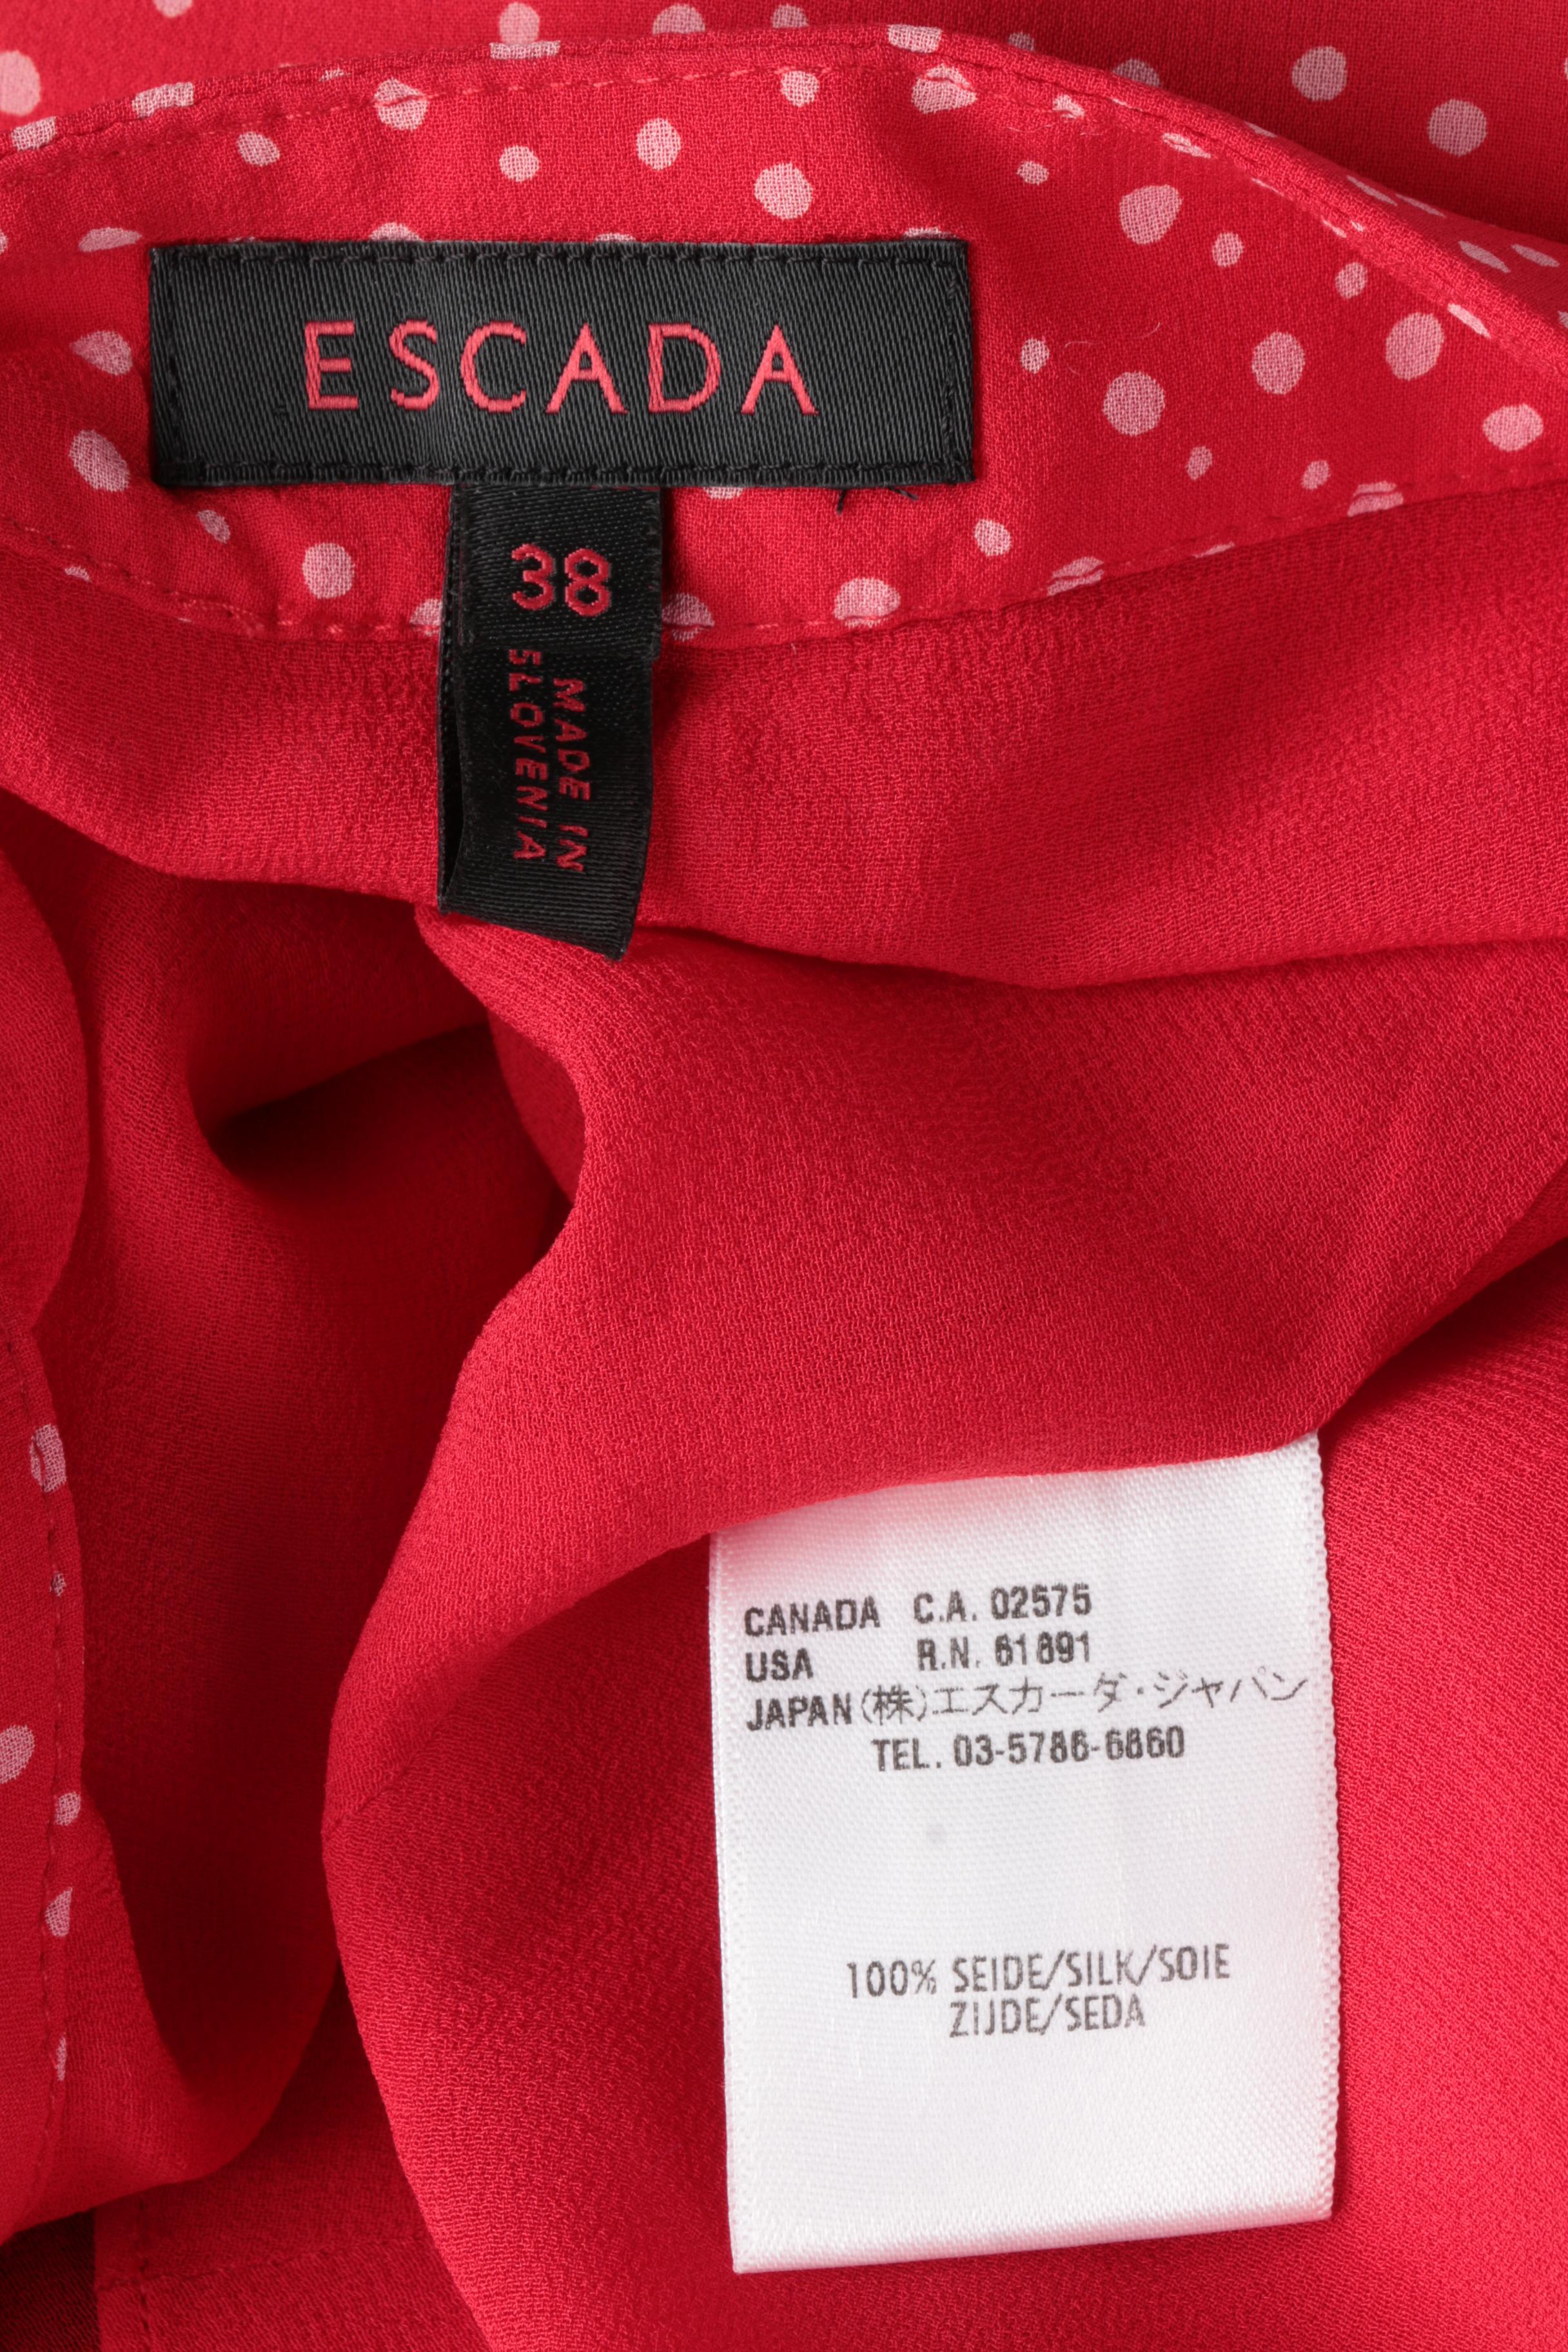 ESCADA
38
MADE IN
SLOVENIA
CANADA C.A. 02575
USA R.N. 61891
JAPAN (株)エスカーダ・ジャパン
TEL. 03-5786-6860
100% SEIDE/SILK/SOIE
ZIJDE/SEDA